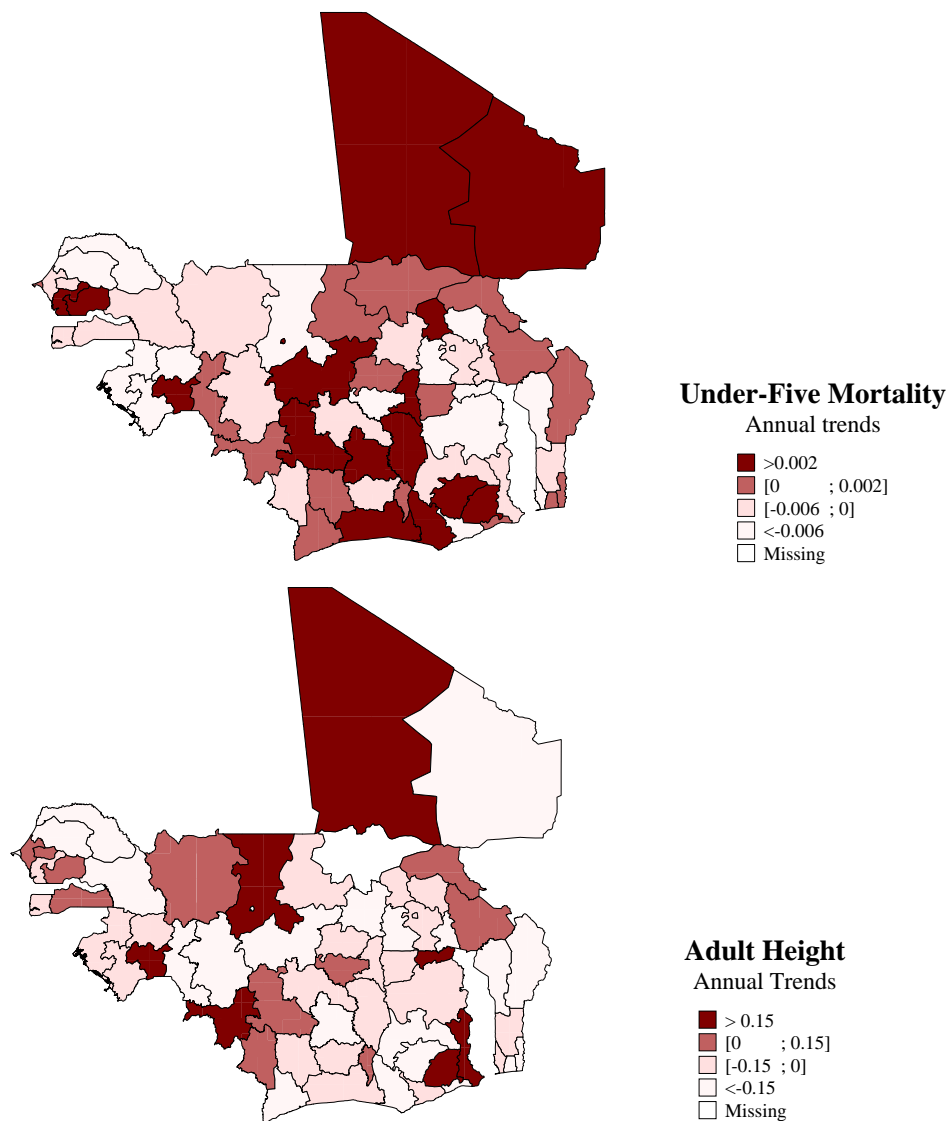 Under-Five Mortality
Annual trends
>0.002
[0 ; 0.002]
[-0.006 ; 0]
<-0.006
Missing
Adult Height
Annual Trends
> 0.15
[0 ; 0.15]
[-0.15 ; 0]
<-0.15
Missing